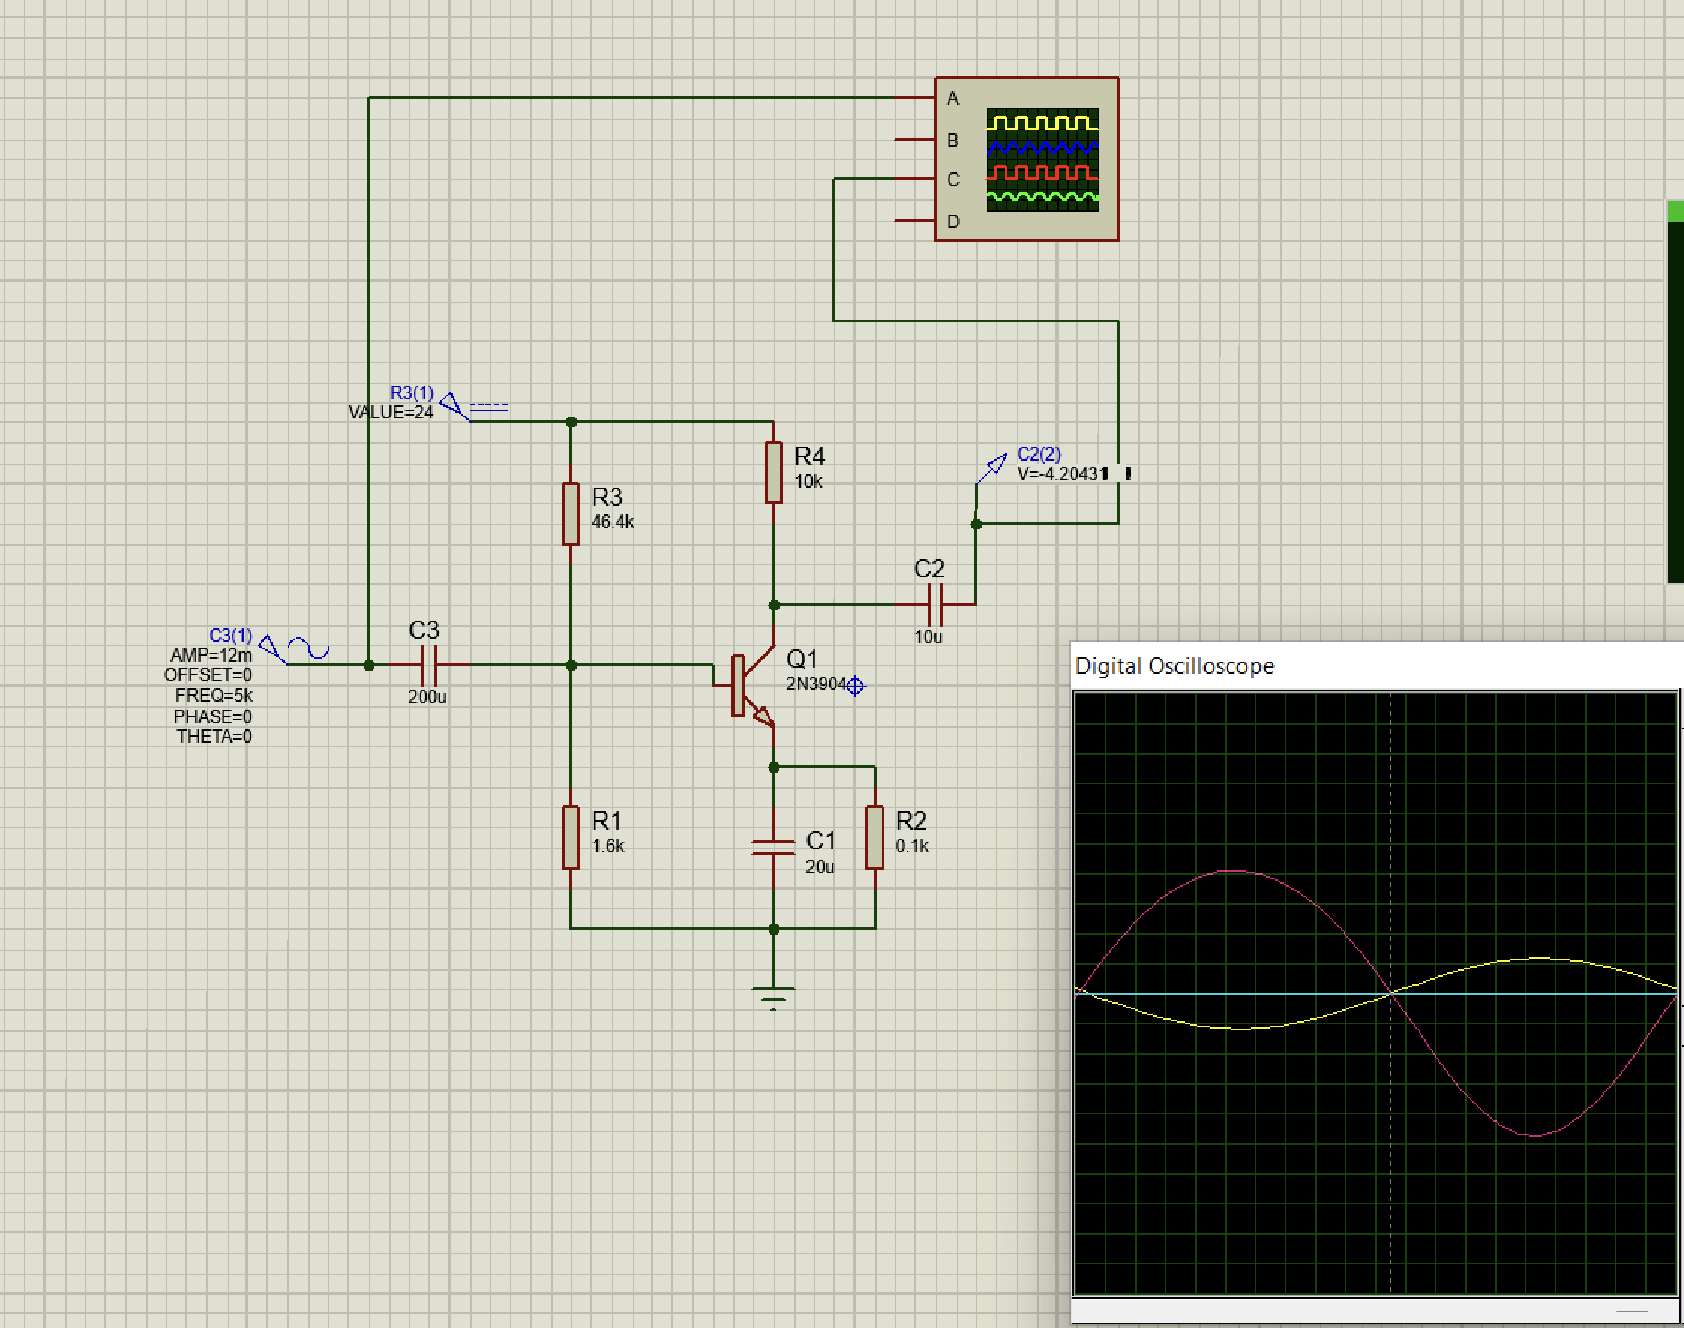 A
B
C
D
R3(1)
VALUE=24
R4
10k
C2(2)
V=-4.20431
R3
46.4k
C2
10u
C3(1)
AMP=12m
OFFSET=0
FREQ=5k
PHASE=0
THETA=0
C3
200u
Q1
2N3904
Digital Oscilloscope
R1
1.6k
C1
20u
R2
0.1k